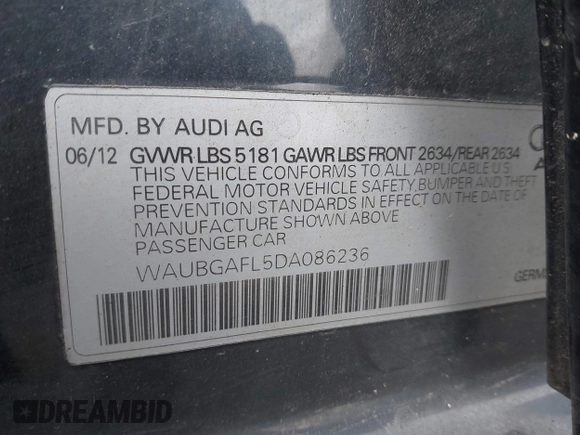 MFD. BY AUDI AG
06/12 GVWR LBS 5181 GAWR LBS FRONT 2634/REAR 2634
THIS VEHICLE CONFORMS TO ALL APPLICABLE U.S
FEDERAL MOTOR VEHICLE SAFETY,BUMPER AND THEFT
PREVENTION STANDARDS IN EFFECT ON THE DATE OF
MANUFACTURE SHOWN ABOVE
PASSENGER CAR
WAUBGAFL5DA086236
GERM
DREAMBID